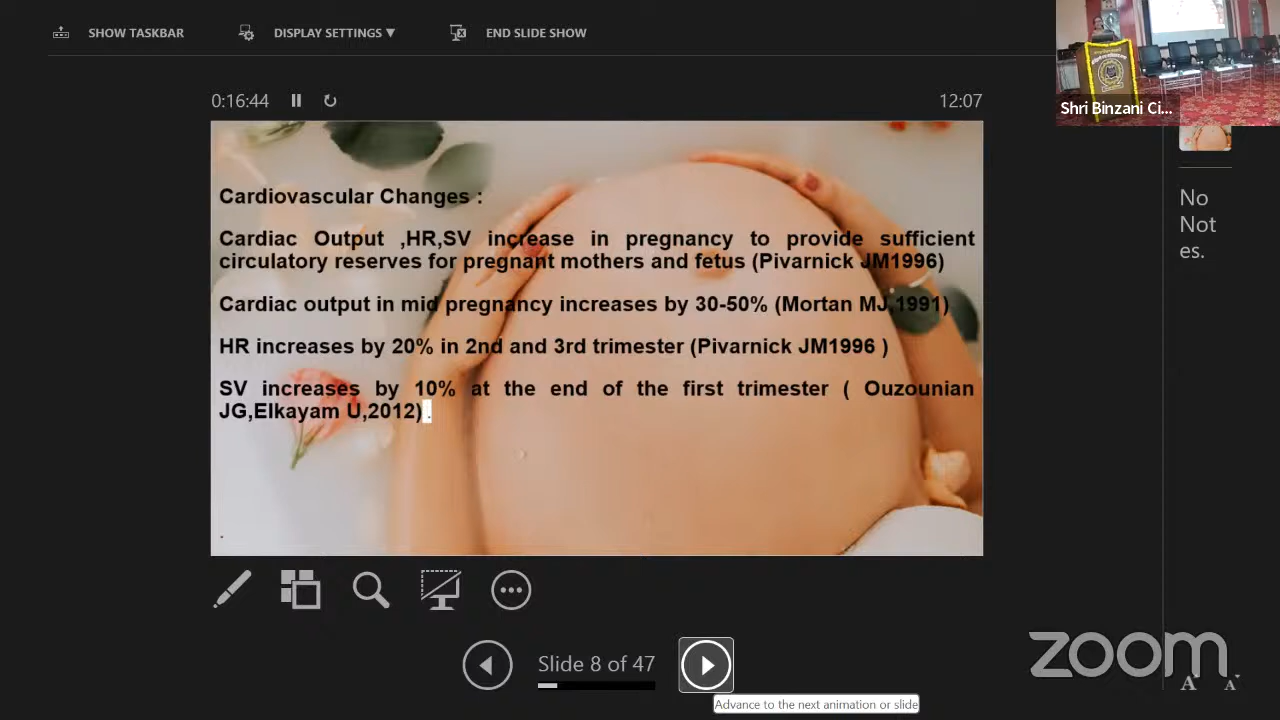 SHOW TASKBAR
DISPLAY SETTINGS ▼
END SLIDE SHOW
Shri Binzani Ci...
0:16:44
12:07
Cardiovascular Changes :
Cardiac Output ,HR,SV increase in pregnancy to provide sufficient
circulatory reserves for pregnant mothers and fetus (Pivarnick JM1996)
Cardiac output in mid pregnancy increases by 30-50% (Mortan MJ,1991)
HR increases by 20% in 2nd and 3rd trimester (Pivarnick JM1996 )
SV increases by 10% at the end of the first trimester ( Ouzounian
JG,Elkayam U,2012).
.
No
Not
es.
Slide 8 of 47
Advance to the next animation or slide
zoom
A
A